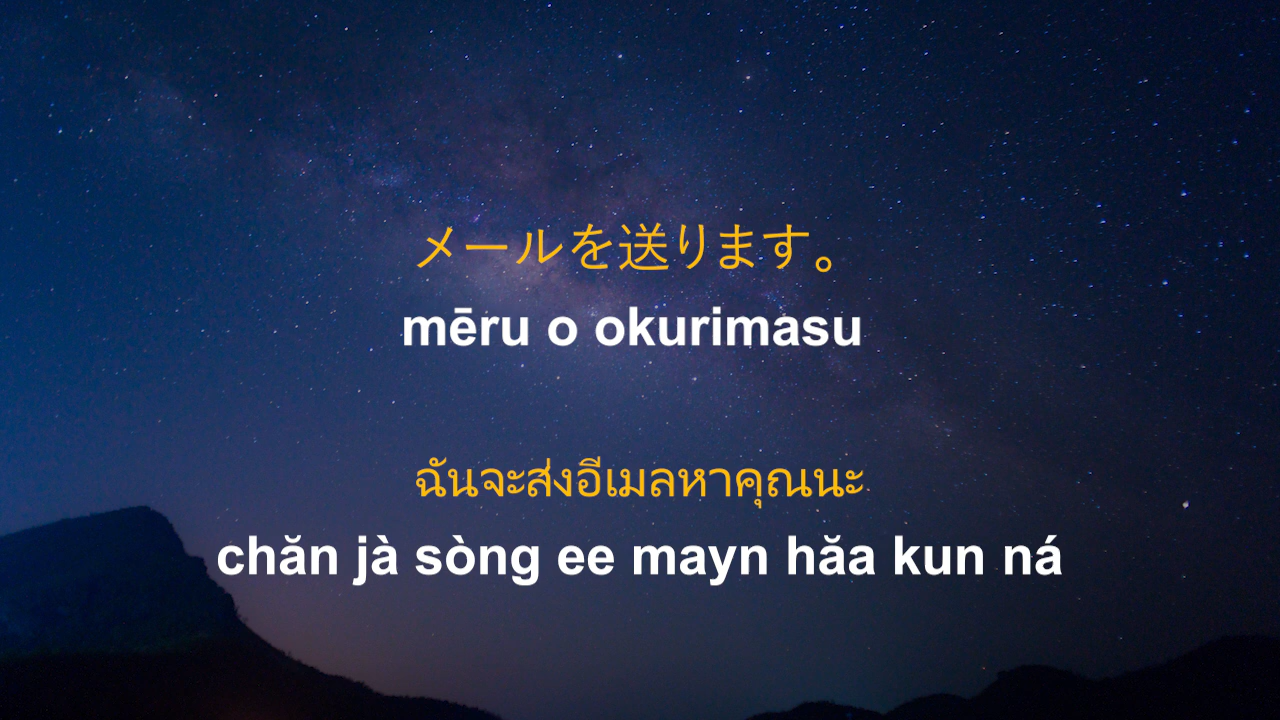 メールを送ります。
mēru o okurimasu
ฉันจะส่งอีเมลหาคุณนะ
chăn jà sòng ee mayn hăa kun ná